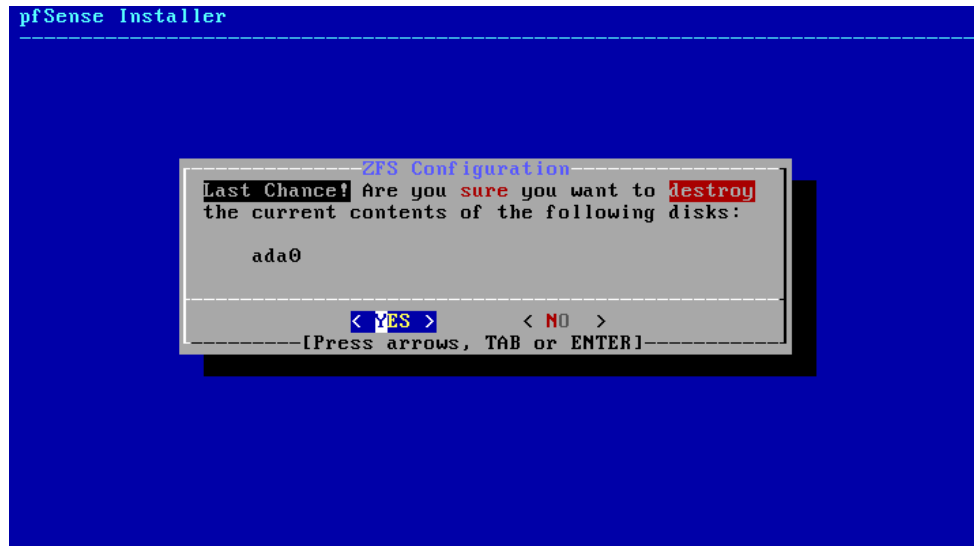 pfSense Installer
ZFS Configuration
Last Chance! Are you sure you want to destroy
the current contents of the following disks:
ada0
< YES > < NO >
[Press arrows, TAB or ENTER]